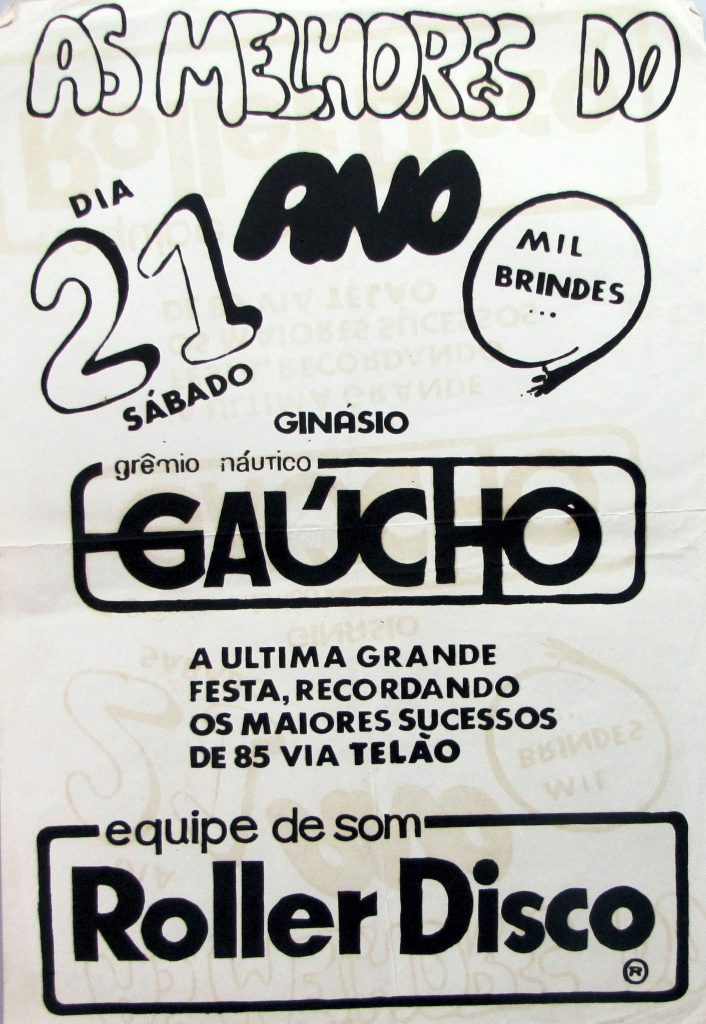 AS MELHORES DO
ANO
DIA
21
SÁBADO
MIL
BRINDES
...
GINÁSIO
grêmio náutico
GAÚCHO
A ULTIMA GRANDE
FESTA, RECORDANDO
OS MAIORES SUCESSOS
DE 85 VIA TELÃO
equipe de som
Roller Disco
®